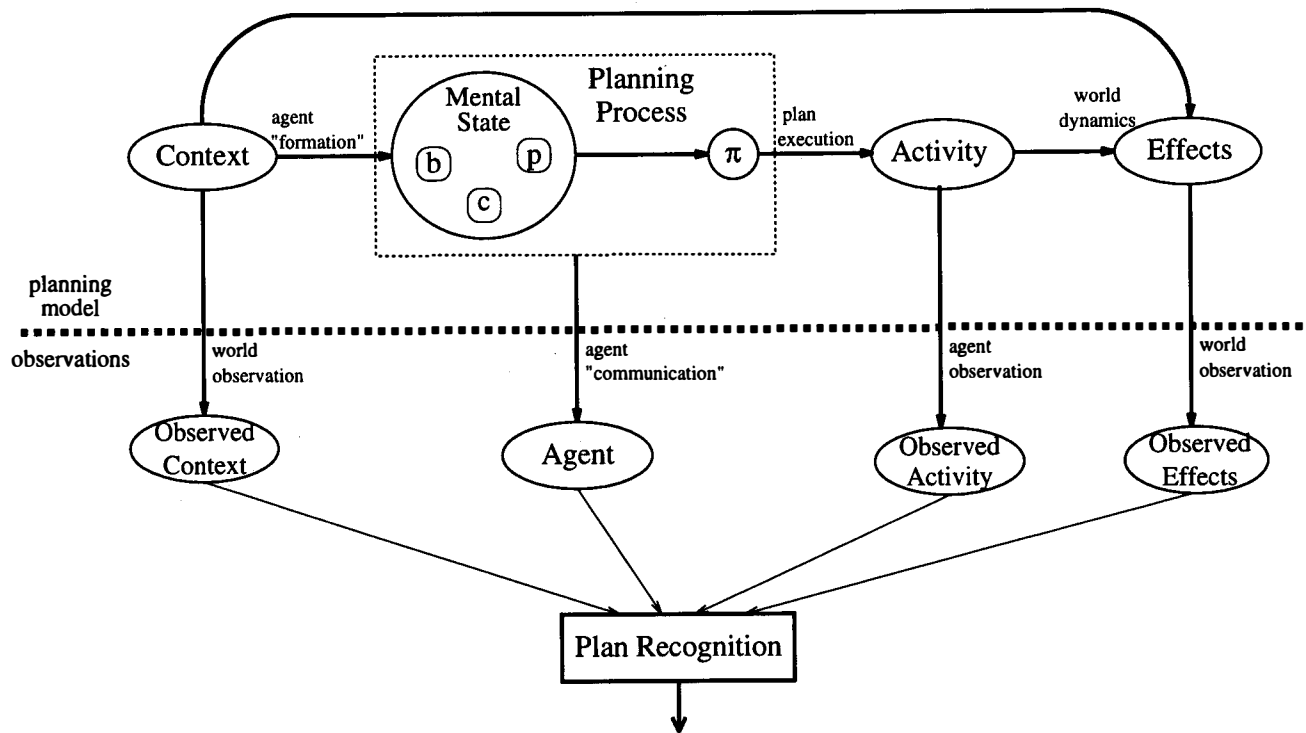 Planning
Process
Mental
State
b
p
c
π
agent
"formation"
plan
execution
world
dynamics
Context
Activity
Effects
planning
model
observations
world
observation
agent
"communication"
agent
observation
world
observation
Observed
Context
Agent
Observed
Activity
Observed
Effects
Plan Recognition